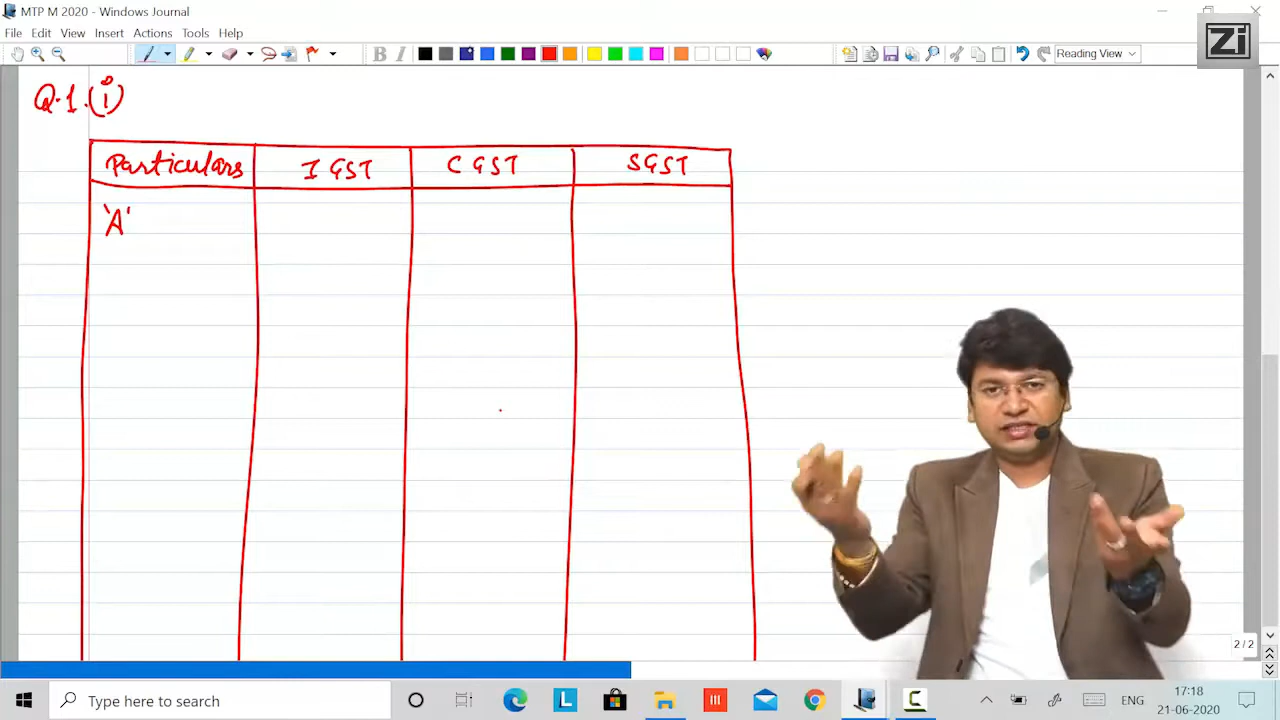 MTP M 2020 - Windows Journal
File Edit View Insert Actions Tools Help
B I Reading View
Zi
Q.1.(i)
Particulars IGST CGST SGST
'A'
2/2
Type here to search
L
C
ENG
17:18
21-06-2020